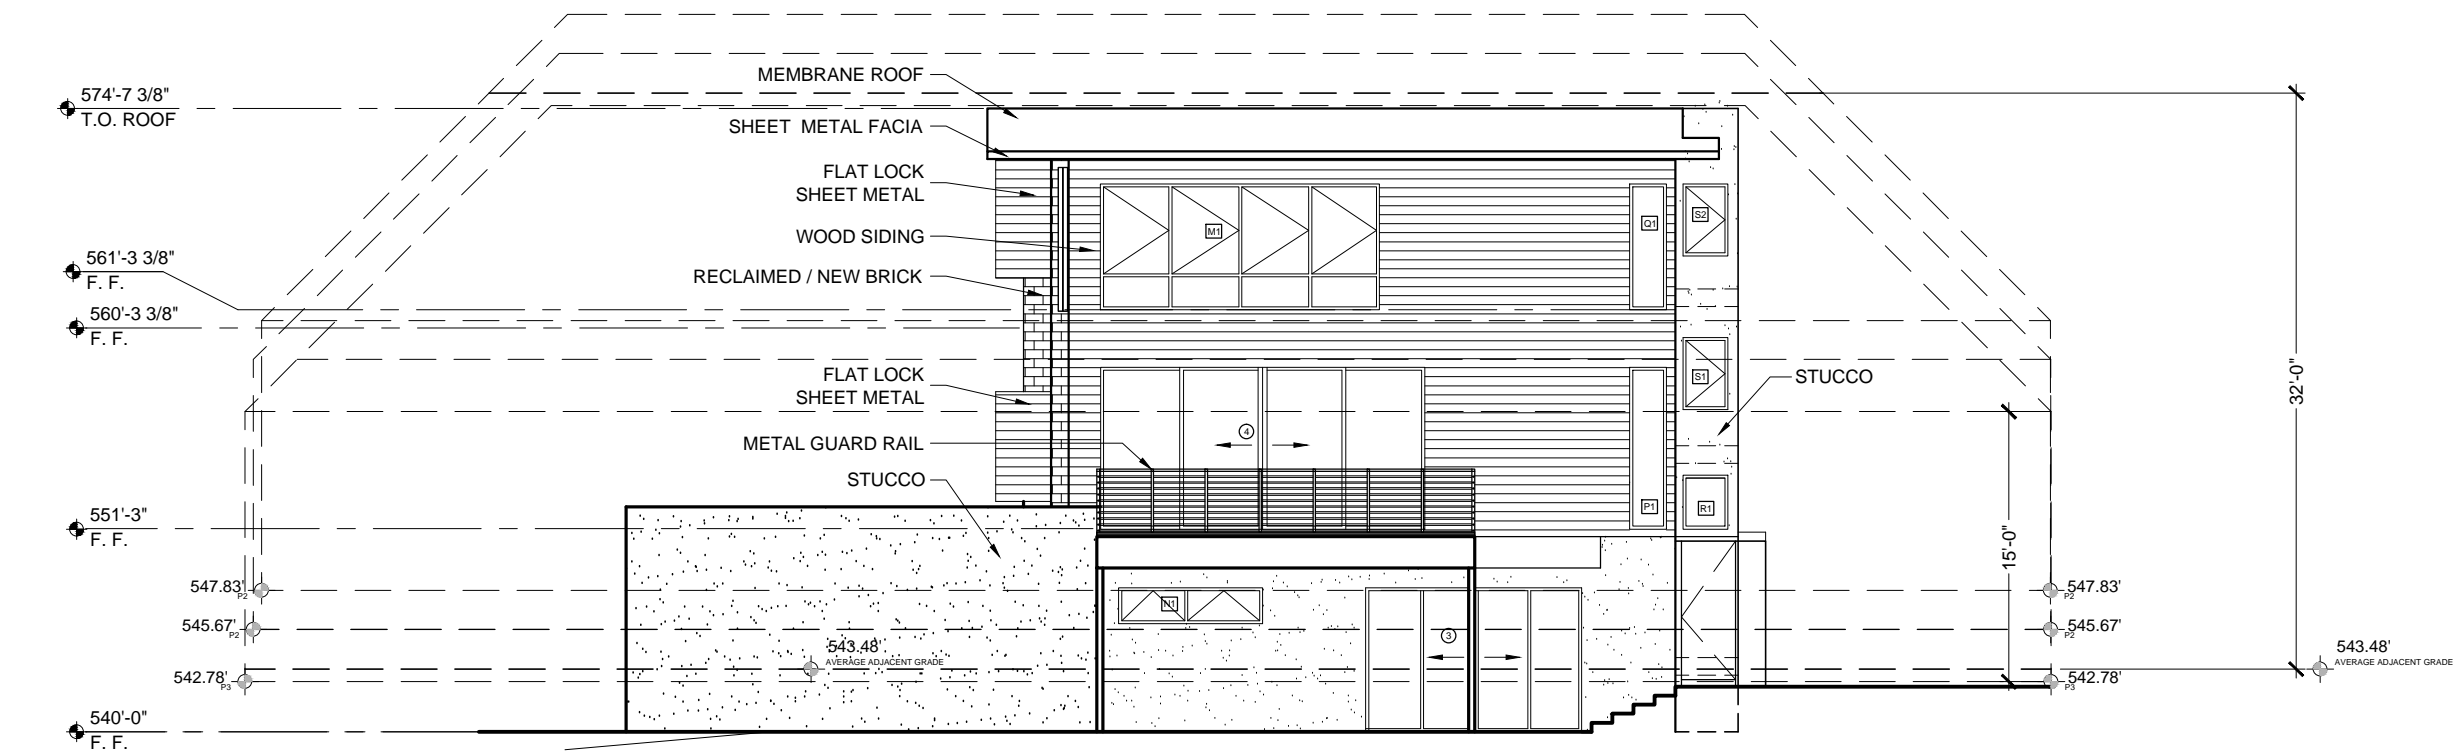 574'-7 3/8"
T.O. ROOF
561'-3 3/8"
F. F.
560'-3 3/8"
F. F.
551'-3"
F. F.
547.83'
P2
545.67'
P2
542.78'
P3
540'-0"
F. F.
MEMBRANE ROOF
SHEET METAL FACIA
FLAT LOCK
SHEET METAL
WOOD SIDING
RECLAIMED / NEW BRICK
FLAT LOCK
SHEET METAL
METAL GUARD RAIL
STUCCO
543.48'
AVERAGE ADJACENT GRADE
M1
Q1
S2
S1
4
P1
R1
N1
3
STUCCO
32'-0"
15'-0"
547.83'
P2
545.67'
P2
542.78'
P3
543.48'
AVERAGE ADJACENT GRADE